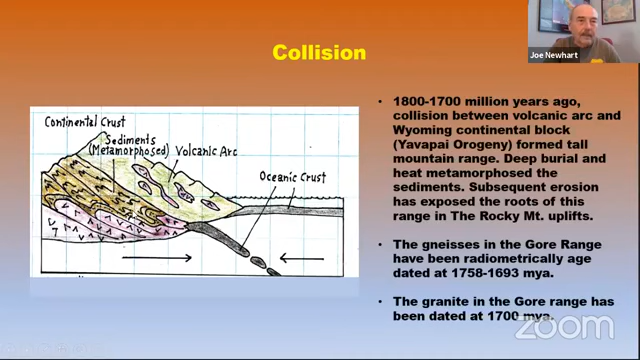 Joe Newhart
Collision
Continental Crust
Sediments
(Metamorphosed)
Volcanic Arc
Oceanic Crust
• 1800-1700 million years ago,
collision between volcanic arc and
Wyoming continental block
(Yavapai Orogeny) formed tall
mountain range. Deep burial and
heat metamorphosed the
sediments. Subsequent erosion
has exposed the roots of this
range in The Rocky Mt. uplifts.
• The gneisses in the Gore Range
have been radiometrically age
dated at 1758-1693 mya.
• The granite in the Gore range has
been dated at 1700 mya.
zoom